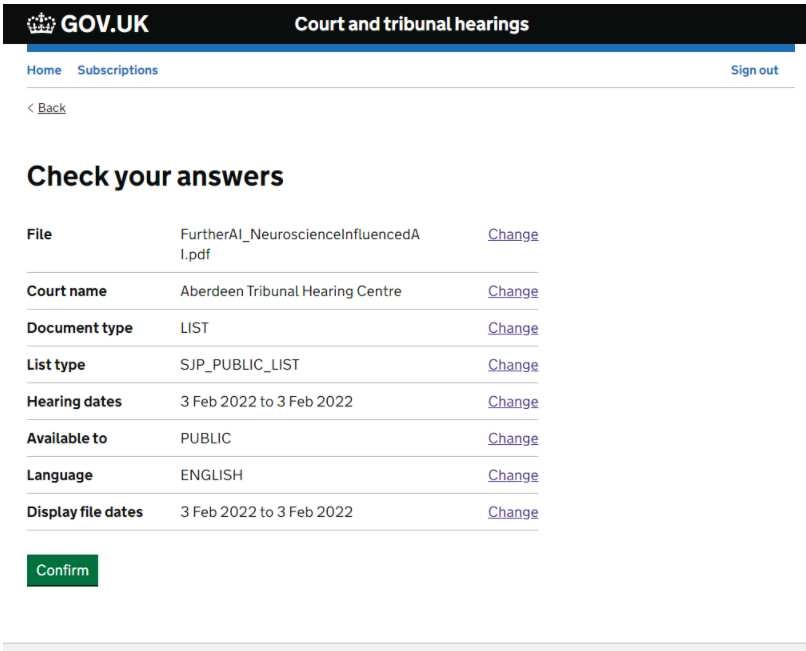 GOV.UK Court and tribunal hearings
Home Subscriptions Sign out
< Back
Check your answers
File FurtherAI_NeuroscienceInfluencedA Change
I.pdf
Court name Aberdeen Tribunal Hearing Centre Change
Document type LIST Change
List type SJP_PUBLIC_LIST Change
Hearing dates 3 Feb 2022 to 3 Feb 2022 Change
Available to PUBLIC Change
Language ENGLISH Change
Display file dates 3 Feb 2022 to 3 Feb 2022 Change
Confirm